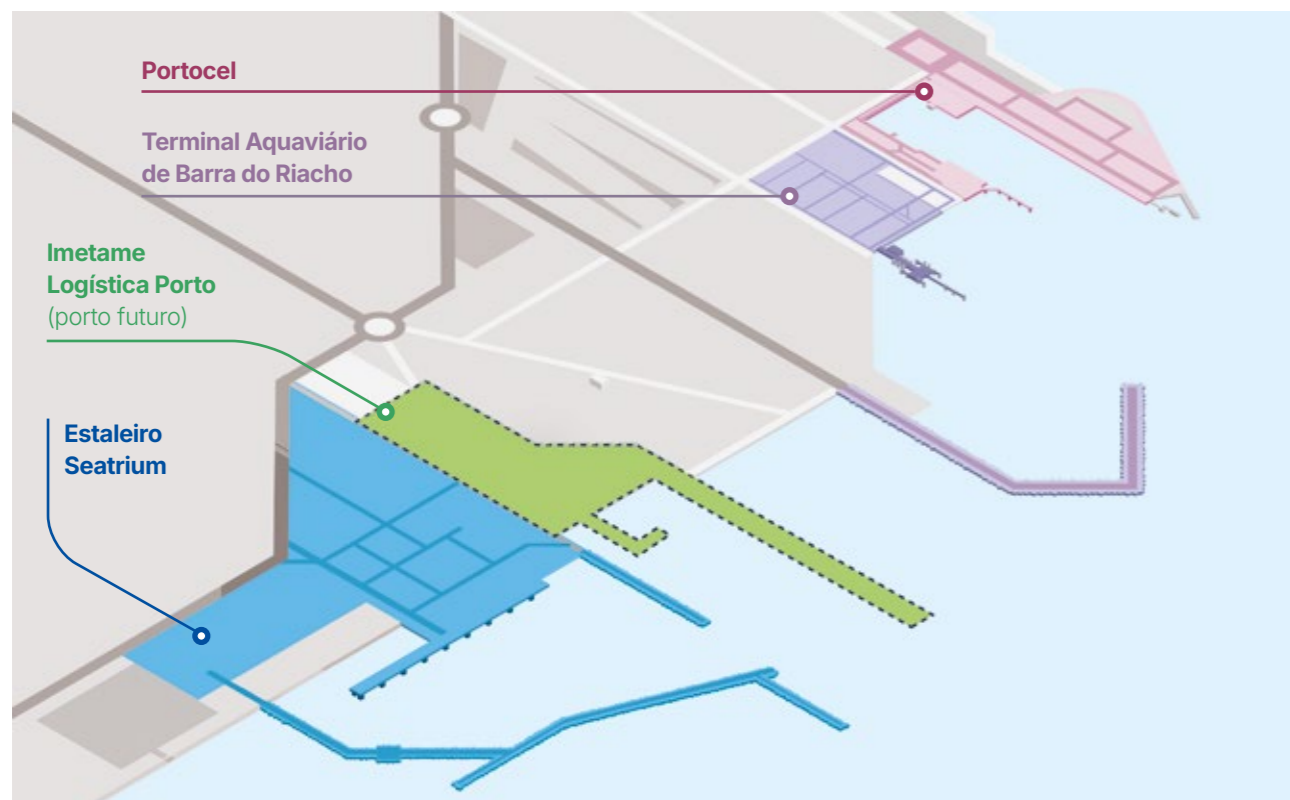 Portocel
Terminal Aquaviário
de Barra do Riacho
Imetame
Logística Porto
(porto futuro)
Estaleiro
Seatrium